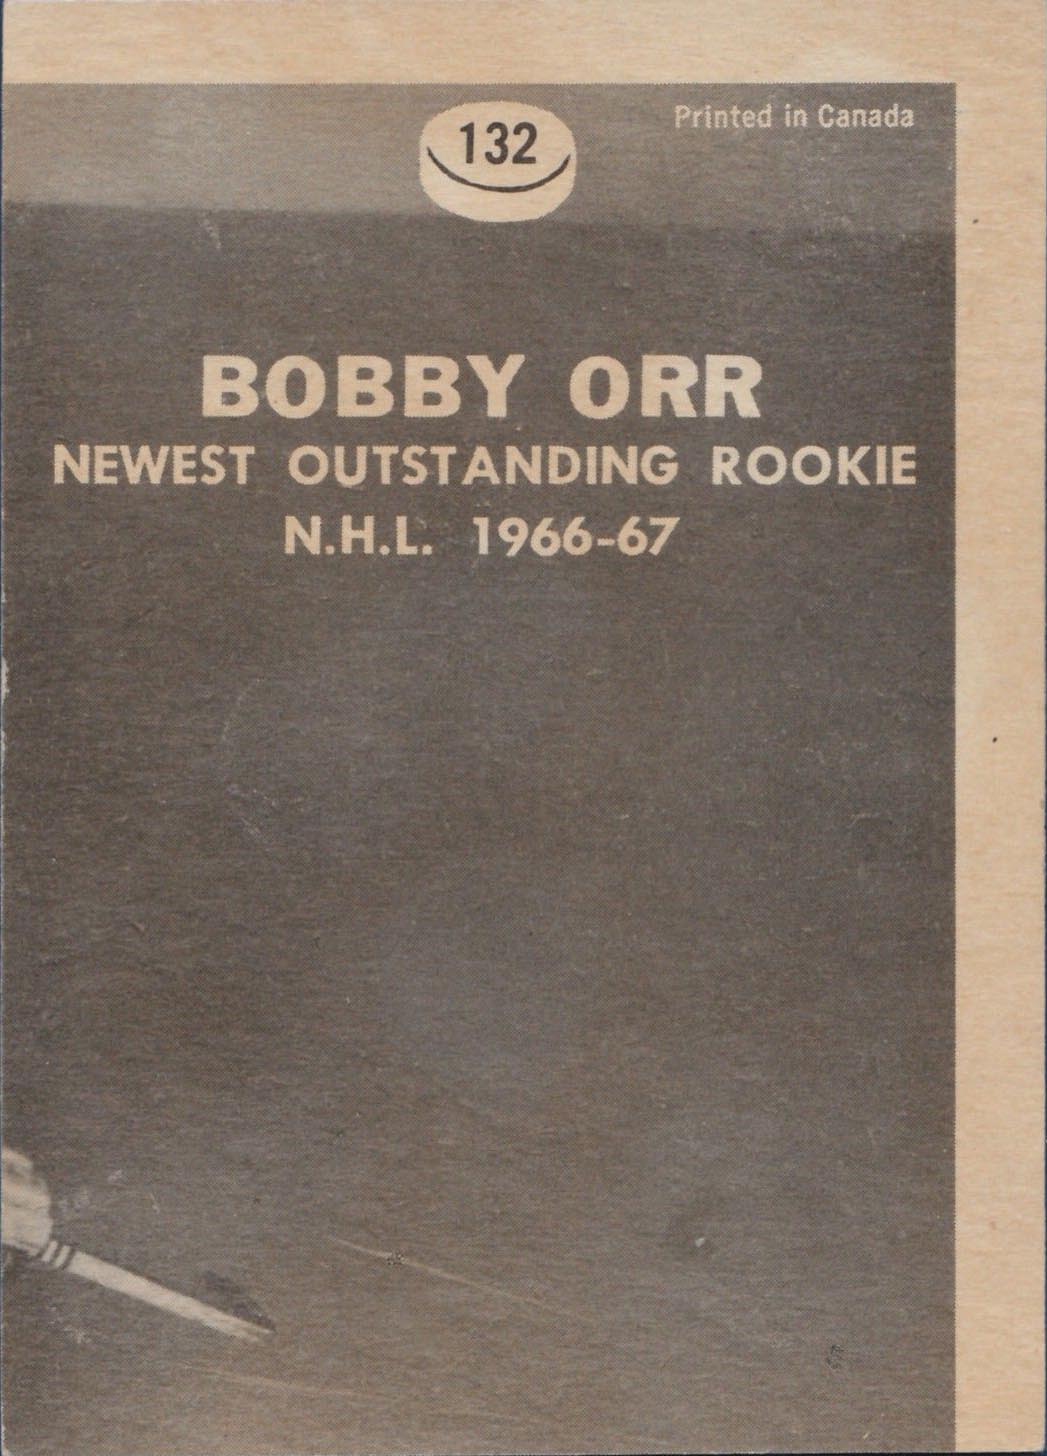 132
Printed in Canada
BOBBY ORR
NEWEST OUTSTANDING ROOKIE
N.H.L. 1966-67